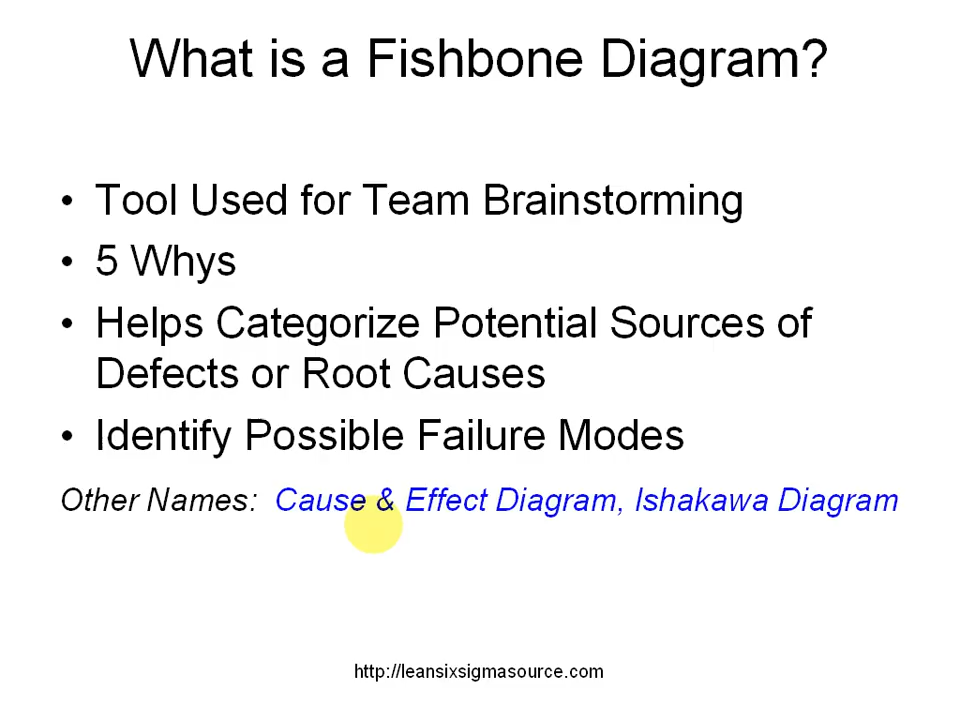 What is a Fishbone Diagram?
• Tool Used for Team Brainstorming
• 5 Whys
• Helps Categorize Potential Sources of
Defects or Root Causes
• Identify Possible Failure Modes
Other Names: Cause & Effect Diagram, Ishakawa Diagram
http://leansixsigmasource.com